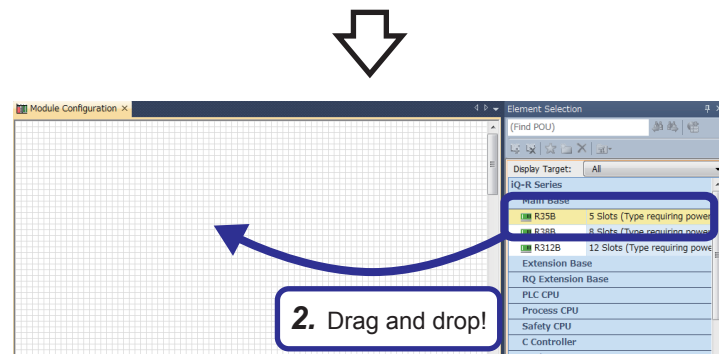 Module Configuration ×
Element Selection
(Find POU)
Display Target: All
iQ-R Series
Main Base
R35B 5 Slots (Type requiring power
R38B 8 Slots (Type requiring power
R312B 12 Slots (Type requiring powe
Extension Base
RQ Extension Base
PLC CPU
Process CPU
Safety CPU
C Controller
2. Drag and drop!